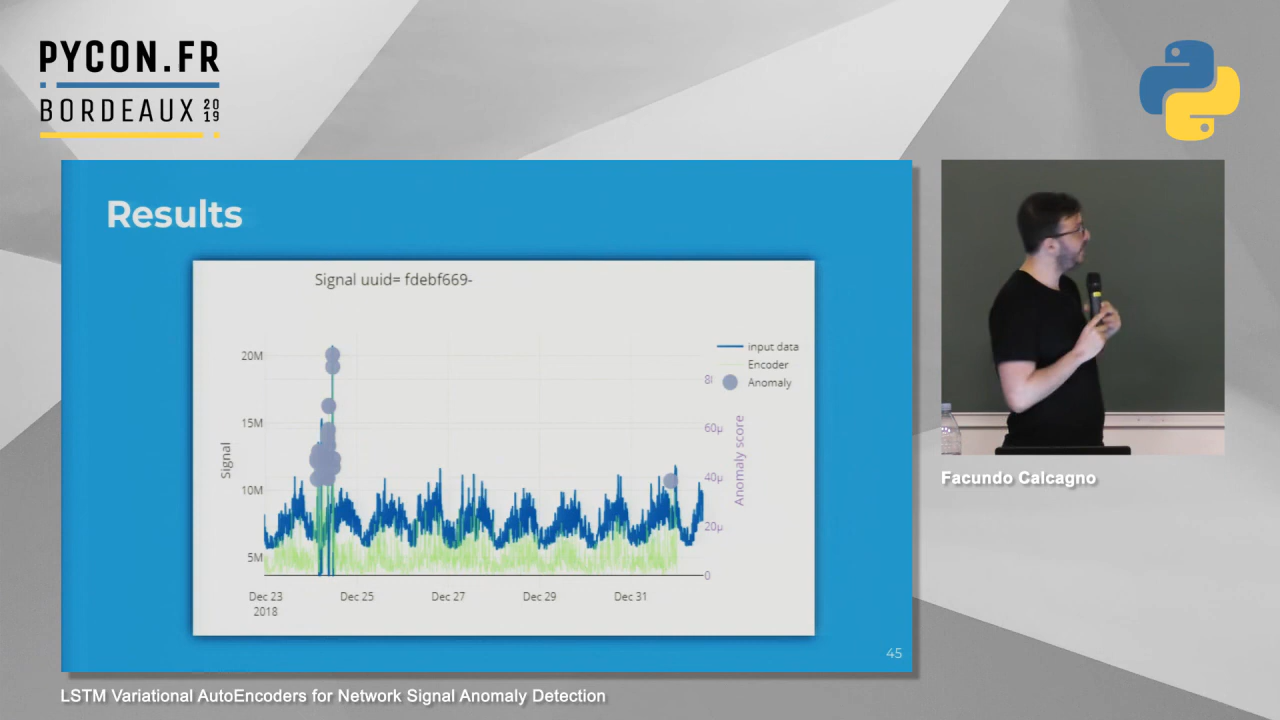 PYCON.FR
BORDEAUX 2019
Results
Signal uuid= fdebf669-
20M
15M
10M
5M
Signal
input data
Encoder
Anomaly
60µ
40µ
20µ
0
Anomaly score
Dec 23
2018
Dec 25
Dec 27
Dec 29
Dec 31
45
Facundo Calcagno
LSTM Variational AutoEncoders for Network Signal Anomaly Detection